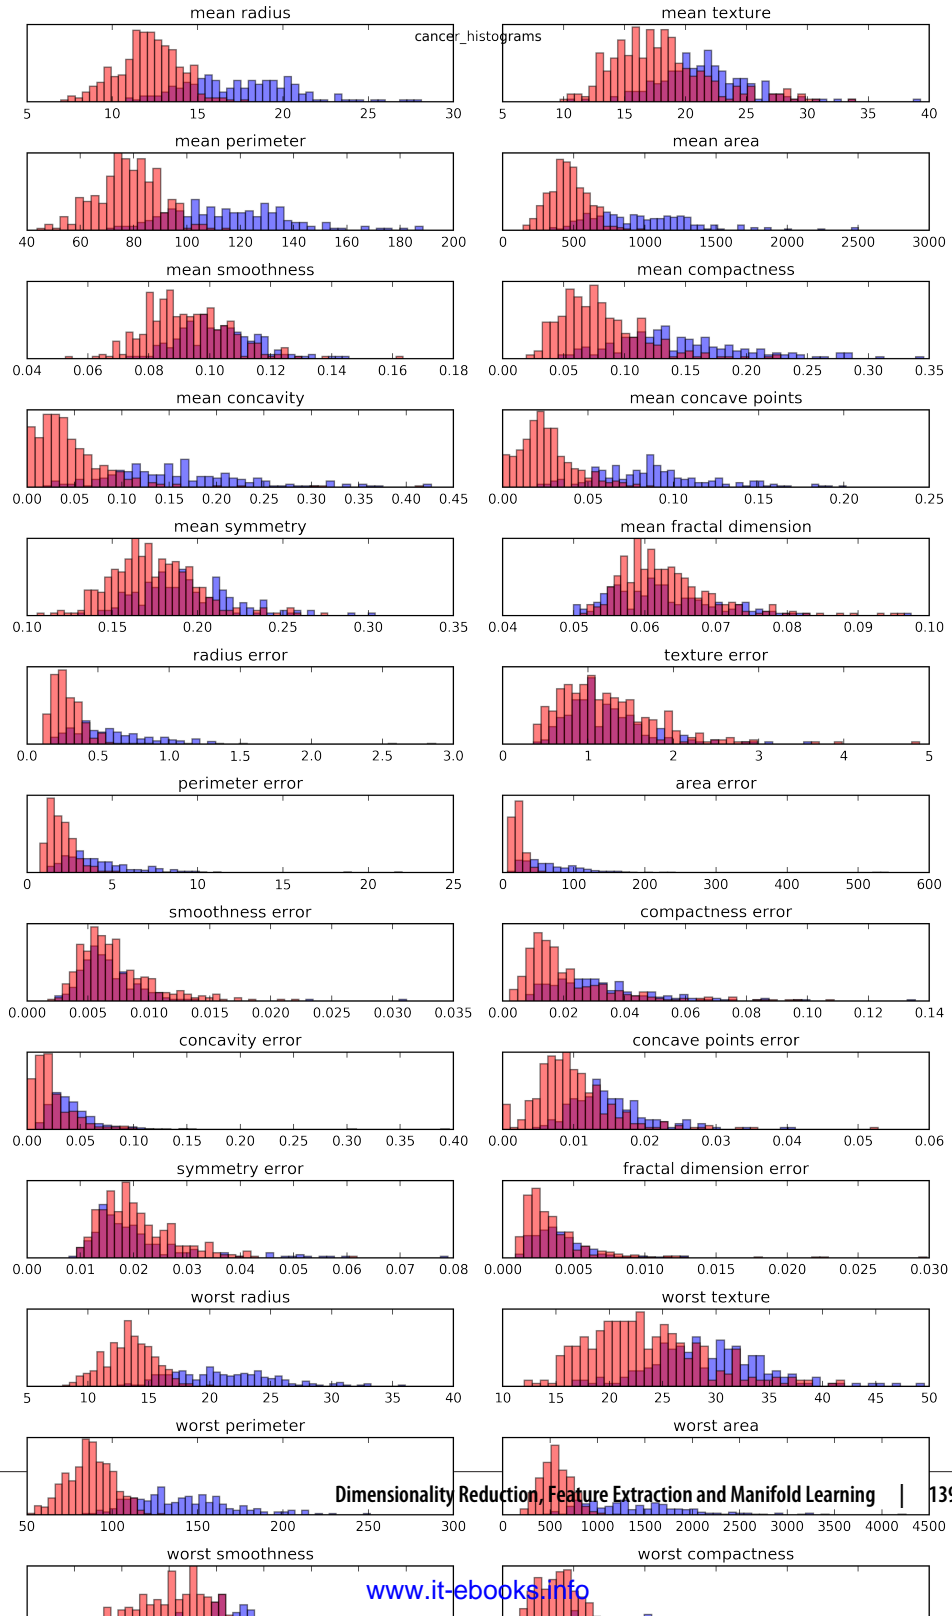 mean radius mean texture
cancer_histograms
5 10 15 20 25 30 5 10 15 20 25 30 35 40
mean perimeter mean area
40 60 80 100 120 140 160 180 200 0 500 1000 1500 2000 2500 3000
mean smoothness mean compactness
0.04 0.06 0.08 0.10 0.12 0.14 0.16 0.18 0.00 0.05 0.10 0.15 0.20 0.25 0.30 0.35
mean concavity mean concave points
0.00 0.05 0.10 0.15 0.20 0.25 0.30 0.35 0.40 0.45 0.00 0.05 0.10 0.15 0.20 0.25
mean symmetry mean fractal dimension
0.10 0.15 0.20 0.25 0.30 0.35 0.04 0.05 0.06 0.07 0.08 0.09 0.10
radius error texture error
0.0 0.5 1.0 1.5 2.0 2.5 3.0 0 1 2 3 4 5
perimeter error area error
0 5 10 15 20 25 0 100 200 300 400 500 600
smoothness error compactness error
0.000 0.005 0.010 0.015 0.020 0.025 0.030 0.035 0.00 0.02 0.04 0.06 0.08 0.10 0.12 0.14
concavity error concave points error
0.00 0.05 0.10 0.15 0.20 0.25 0.30 0.35 0.40 0.00 0.01 0.02 0.03 0.04 0.05 0.06
symmetry error fractal dimension error
0.00 0.01 0.02 0.03 0.04 0.05 0.06 0.07 0.08 0.000 0.005 0.010 0.015 0.020 0.025 0.030
worst radius worst texture
5 10 15 20 25 30 35 40 10 15 20 25 30 35 40 45 50
worst perimeter worst area
Dimensionality Reduction, Feature Extraction and Manifold Learning | 139
50 100 150 200 250 300 0 500 1000 1500 2000 2500 3000 3500 4000 4500
worst smoothness worst compactness
www.it-ebooks.info